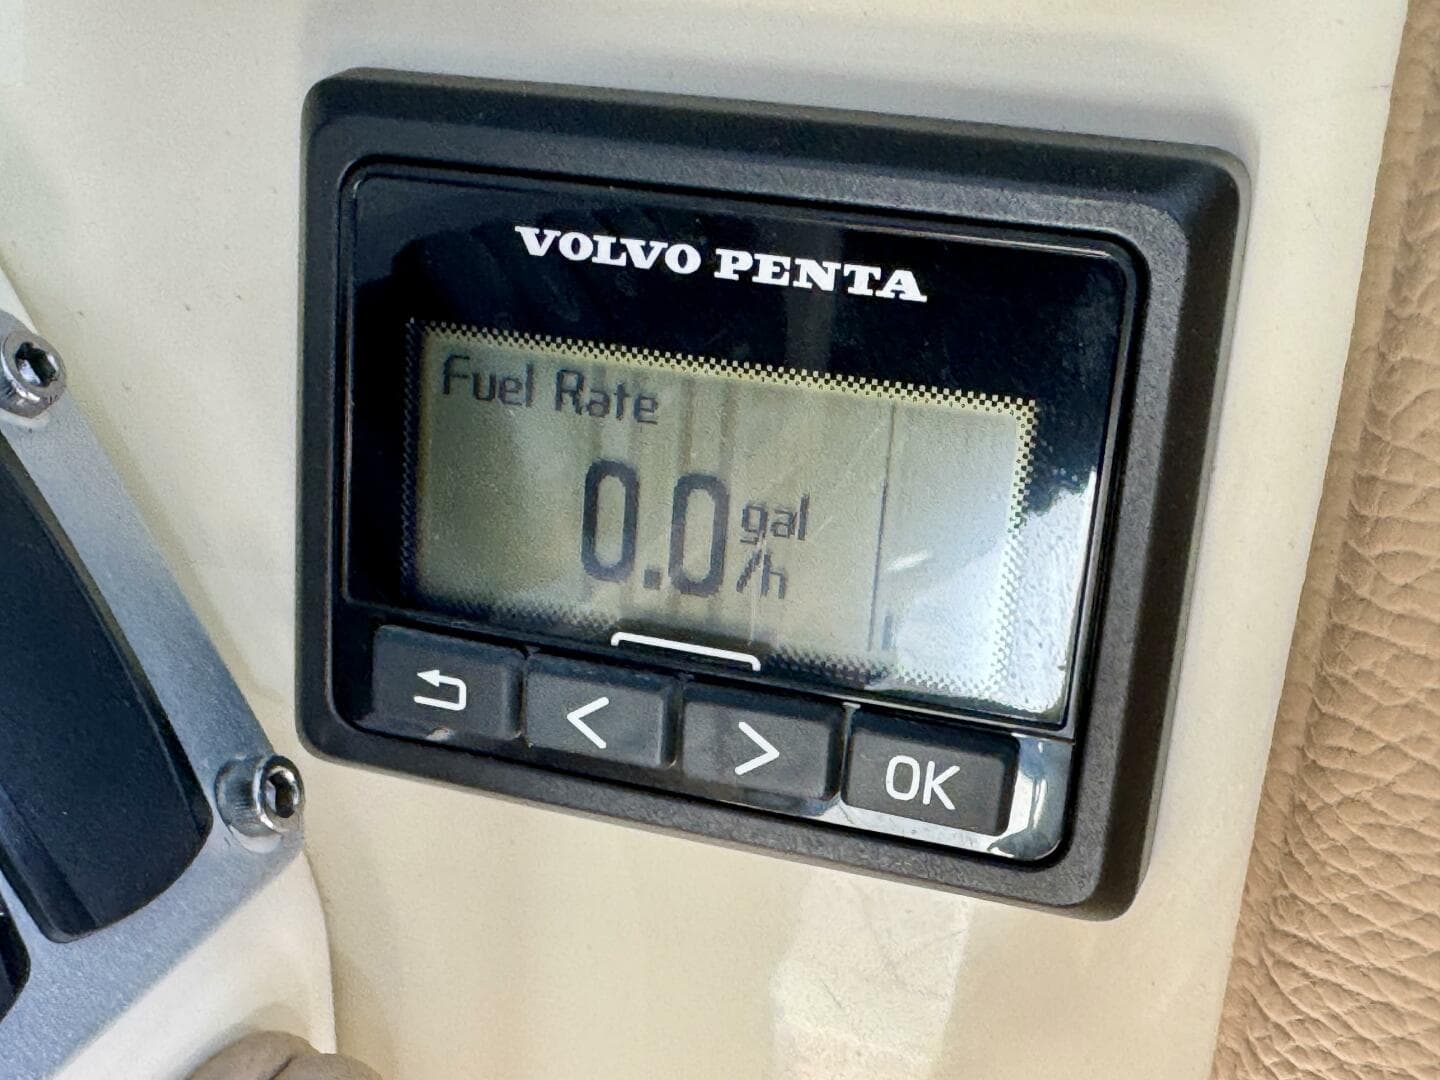 VOLVO PENTA
Fuel Rate
0.0 gal
/h
< > OK